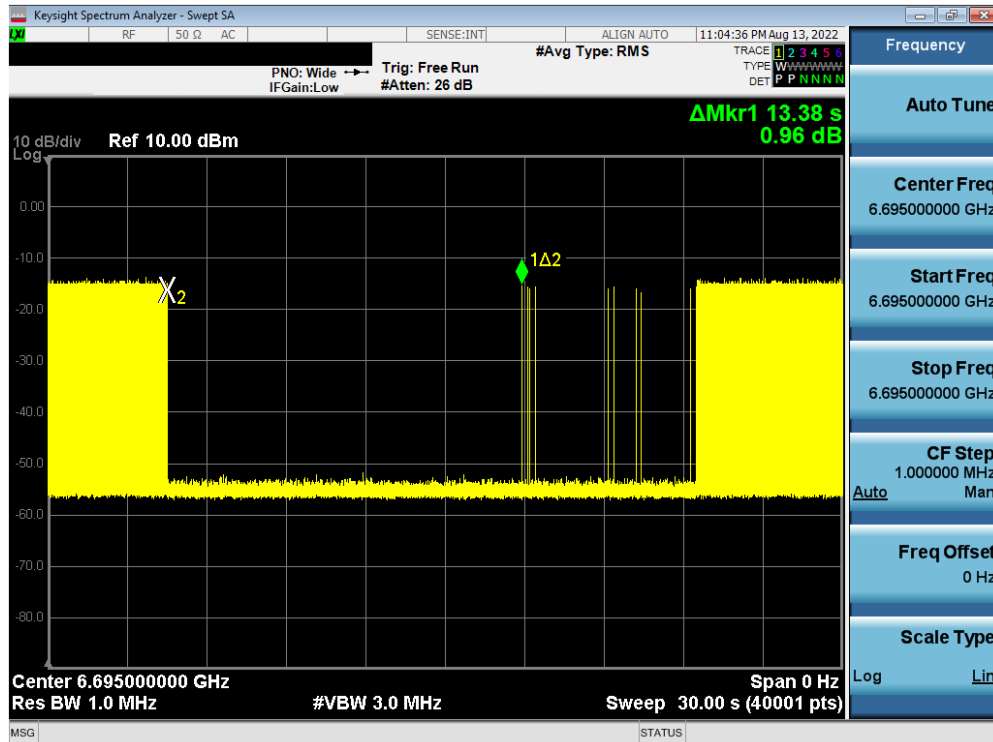 Keysight Spectrum Analyzer - Swept SA
LXI RF 50 Ω AC SENSE:INT ALIGN AUTO 11:04:36 PM Aug 13, 2022
#Avg Type: RMS
TRACE 1 2 3 4 5 6
TYPE WWWWWWW
DET P P N N N N
PNO: Wide
IFGain:Low
Trig: Free Run
#Atten: 26 dB
ΔMkr1 13.38 s
0.96 dB
10 dB/div Ref 10.00 dBm
Log
0.00
-10.0
-20.0
-30.0
-40.0
-50.0
-60.0
-70.0
-80.0
1Δ2
X2
Center 6.695000000 GHz Span 0 Hz
Res BW 1.0 MHz #VBW 3.0 MHz Sweep 30.00 s (40001 pts)
MSG STATUS
Frequency
Auto Tune
Center Freq
6.695000000 GHz
Start Freq
6.695000000 GHz
Stop Freq
6.695000000 GHz
CF Step
1.000000 MHz
Auto Man
Freq Offset
0 Hz
Scale Type
Log Lin